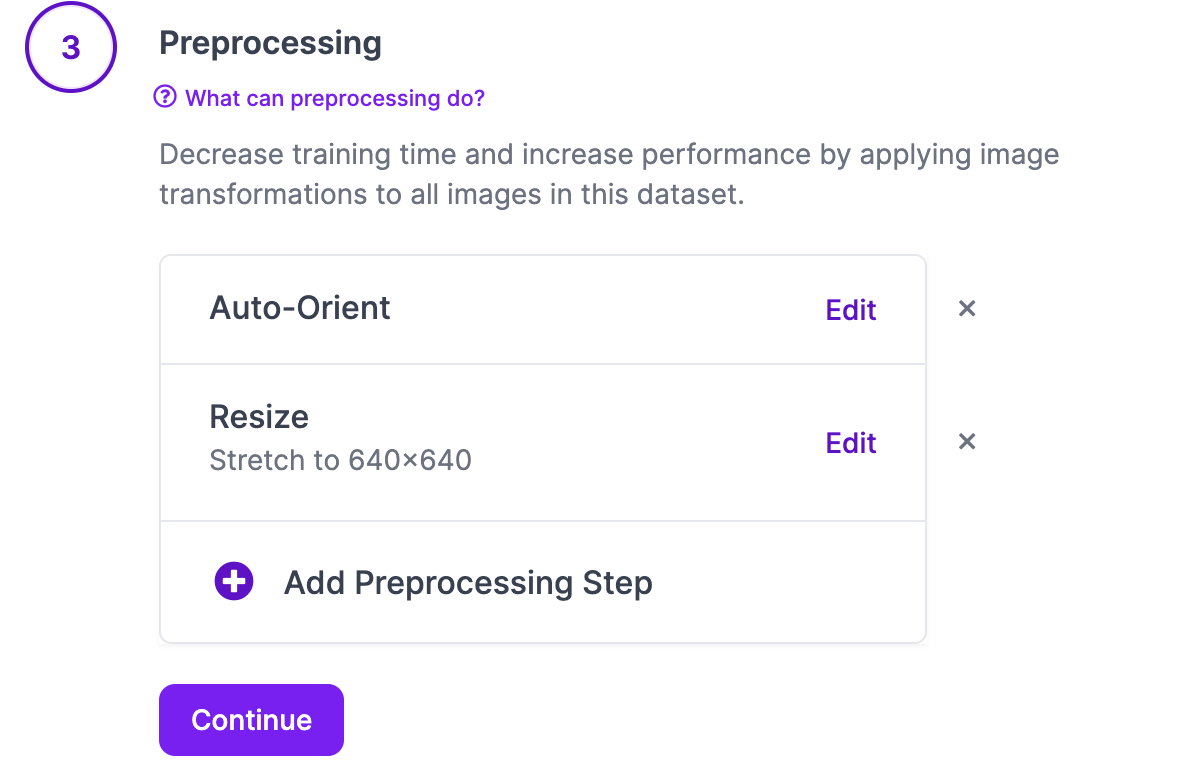 3
Preprocessing
? What can preprocessing do?
Decrease training time and increase performance by applying image
transformations to all images in this dataset.
Auto-Orient
Edit ×
Resize
Stretch to 640×640
Edit ×
Add Preprocessing Step
Continue